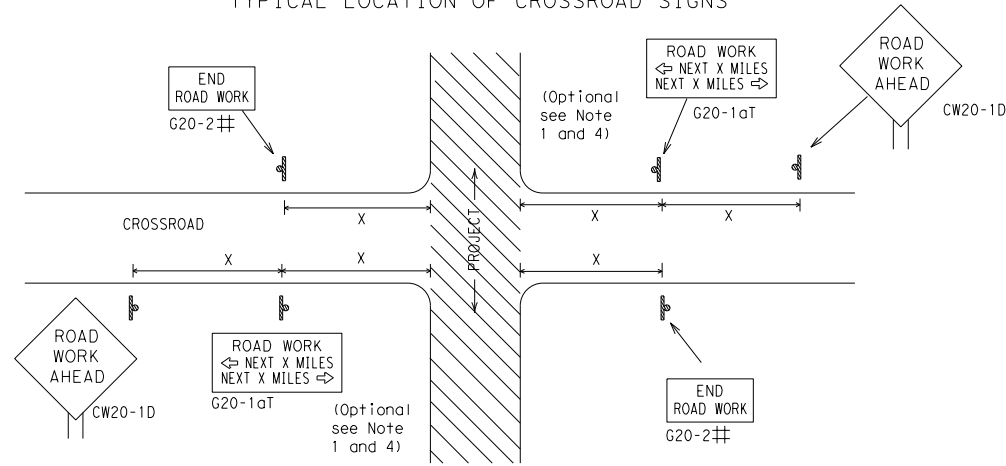 TYPICAL LOCATION OF CROSSROAD SIGNS
END
ROAD WORK
G20-2#
(Optional
see Note
1 and 4)
ROAD WORK
⇦ NEXT X MILES
NEXT X MILES ⇨
G20-1aT
ROAD
WORK
AHEAD
CW20-1D
X
X
X
CROSSROAD
PROJECT
X
X
X
ROAD
WORK
AHEAD
CW20-1D
ROAD WORK
⇦ NEXT X MILES
NEXT X MILES ⇨
G20-1aT
(Optional
see Note
1 and 4)
END
ROAD WORK
G20-2#